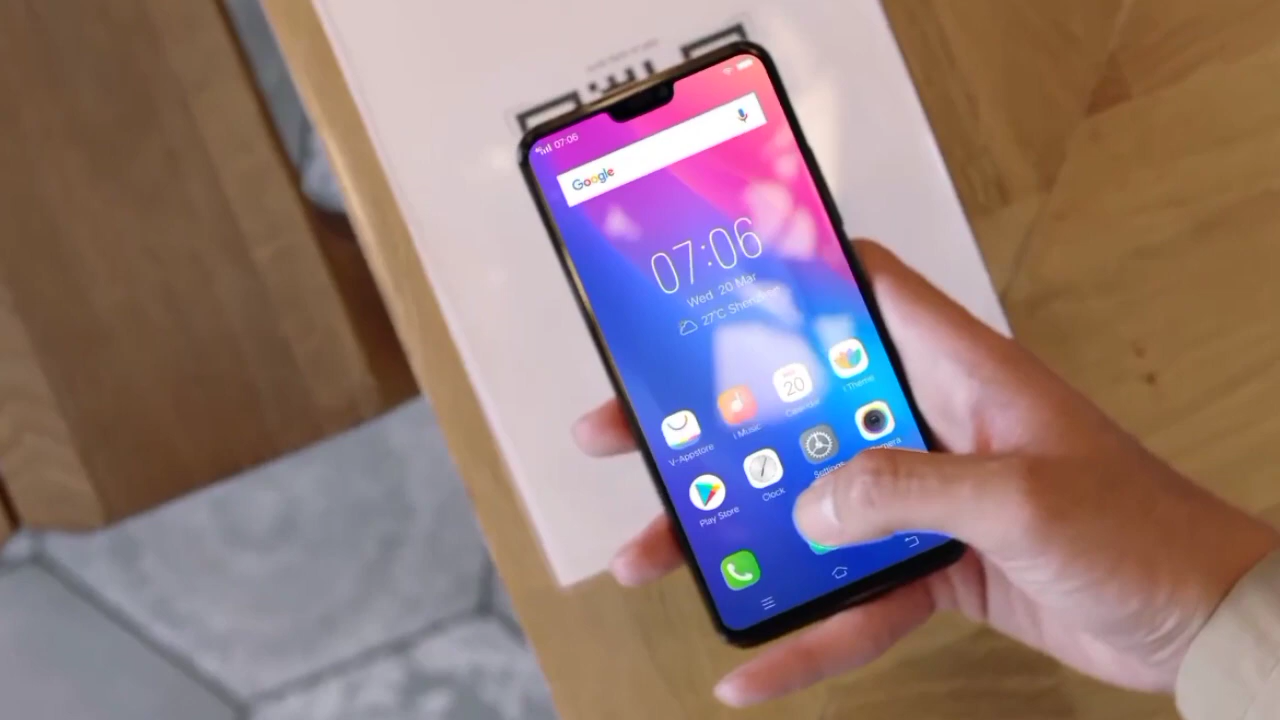 07:06
Google
07:06
Wed 20 Mar
27°C Shenzhen
V-Appstore
i Music
Calendar
20
i Theme
Play Store
Clock
Settings
Camera